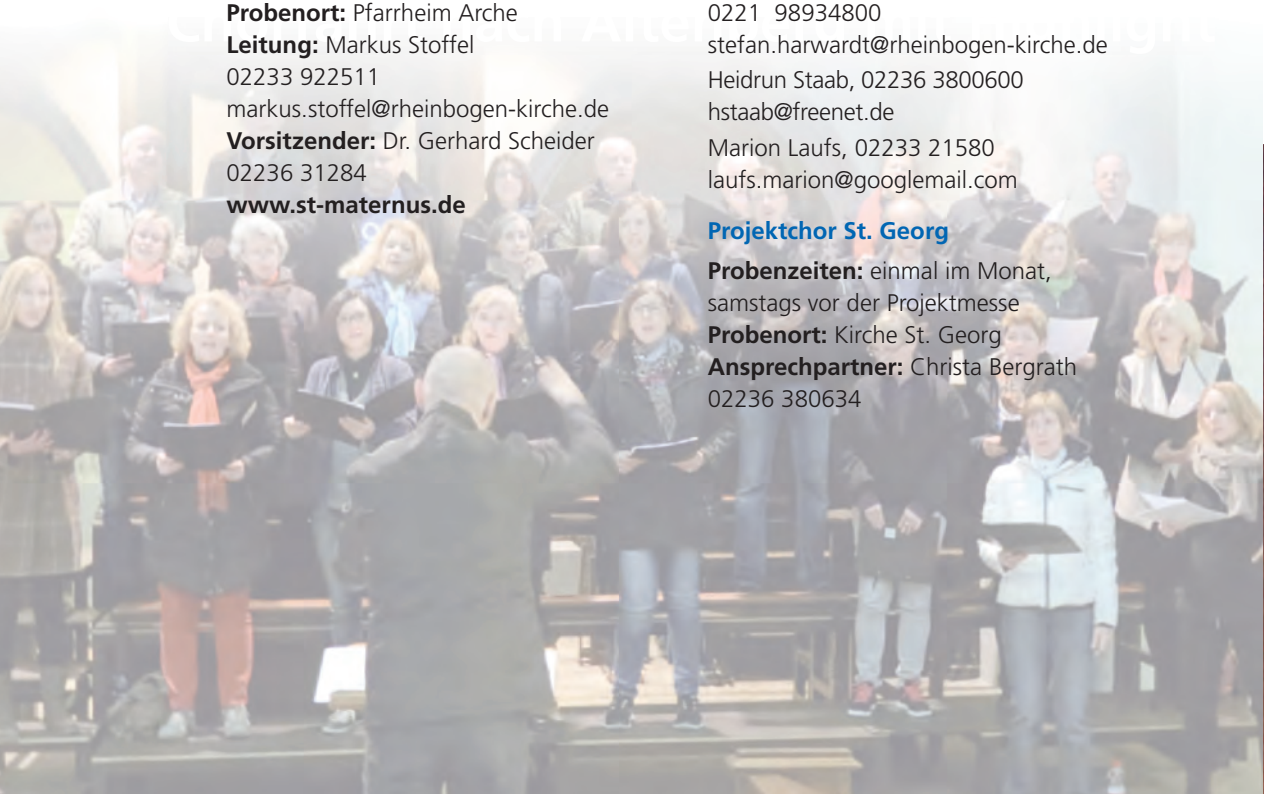 Probenort: Pfarrheim Arche
Leitung: Markus Stoffel
02233 922511
markus.stoffel@rheinbogen-kirche.de
Vorsitzender: Dr. Gerhard Scheider
02236 31284
www.st-maternus.de
0221 98934800
stefan.harwardt@rheinbogen-kirche.de
Heidrun Staab, 02236 3800600
hstaab@freenet.de
Marion Laufs, 02233 21580
laufs.marion@googlemail.com
Projektchor St. Georg
Probenzeiten: einmal im Monat,
samstags vor der Projektmesse
Probenort: Kirche St. Georg
Ansprechpartner: Christa Bergrath
02236 380634